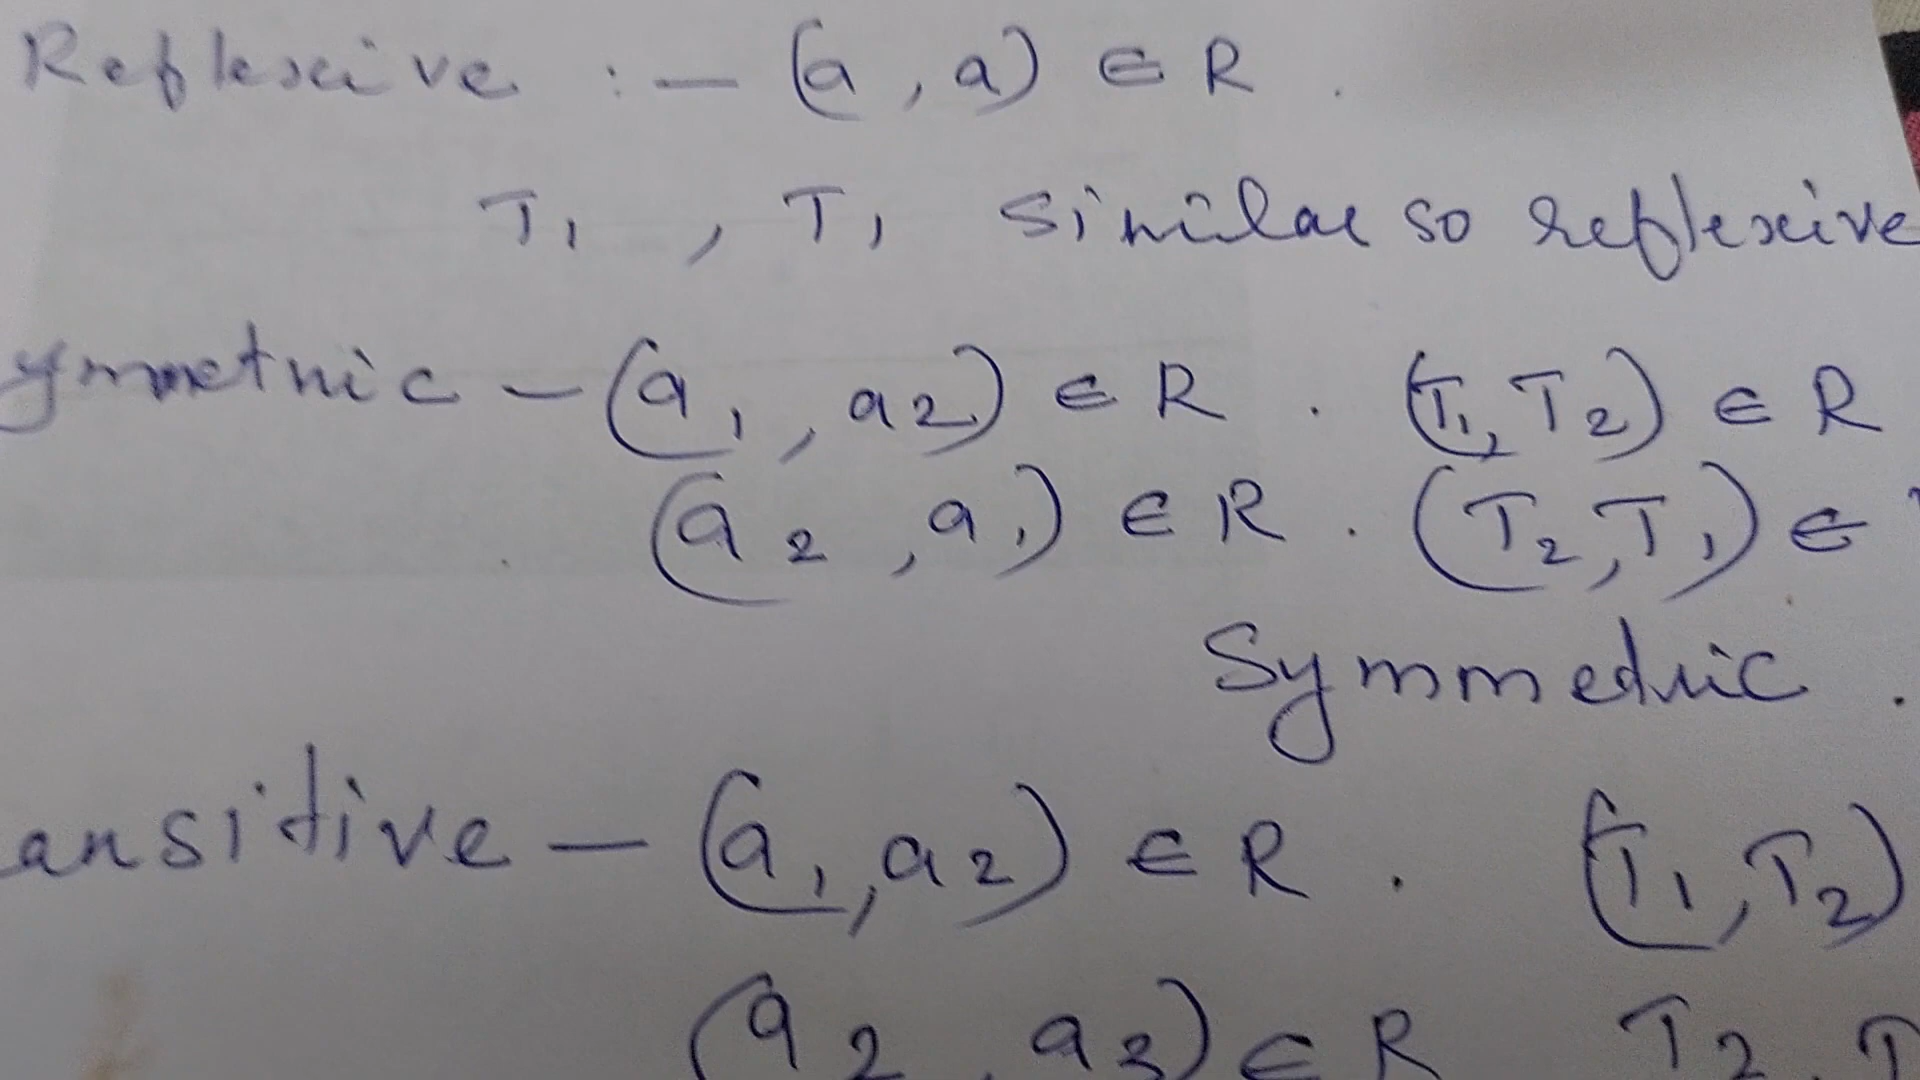 Reflexive :- (a, a) ∈ R.
T₁, T₁ similar so reflexive
ymmetric - (a₁, a₂) ∈ R. (T₁, T₂) ∈ R
(a₂, a₁) ∈ R. (T₂, T₁) ∈
Symmetric.
ansitive - (a₁, a₂) ∈ R. (T₁, T₂)
(a₂, a₃) ∈ R T₂, T